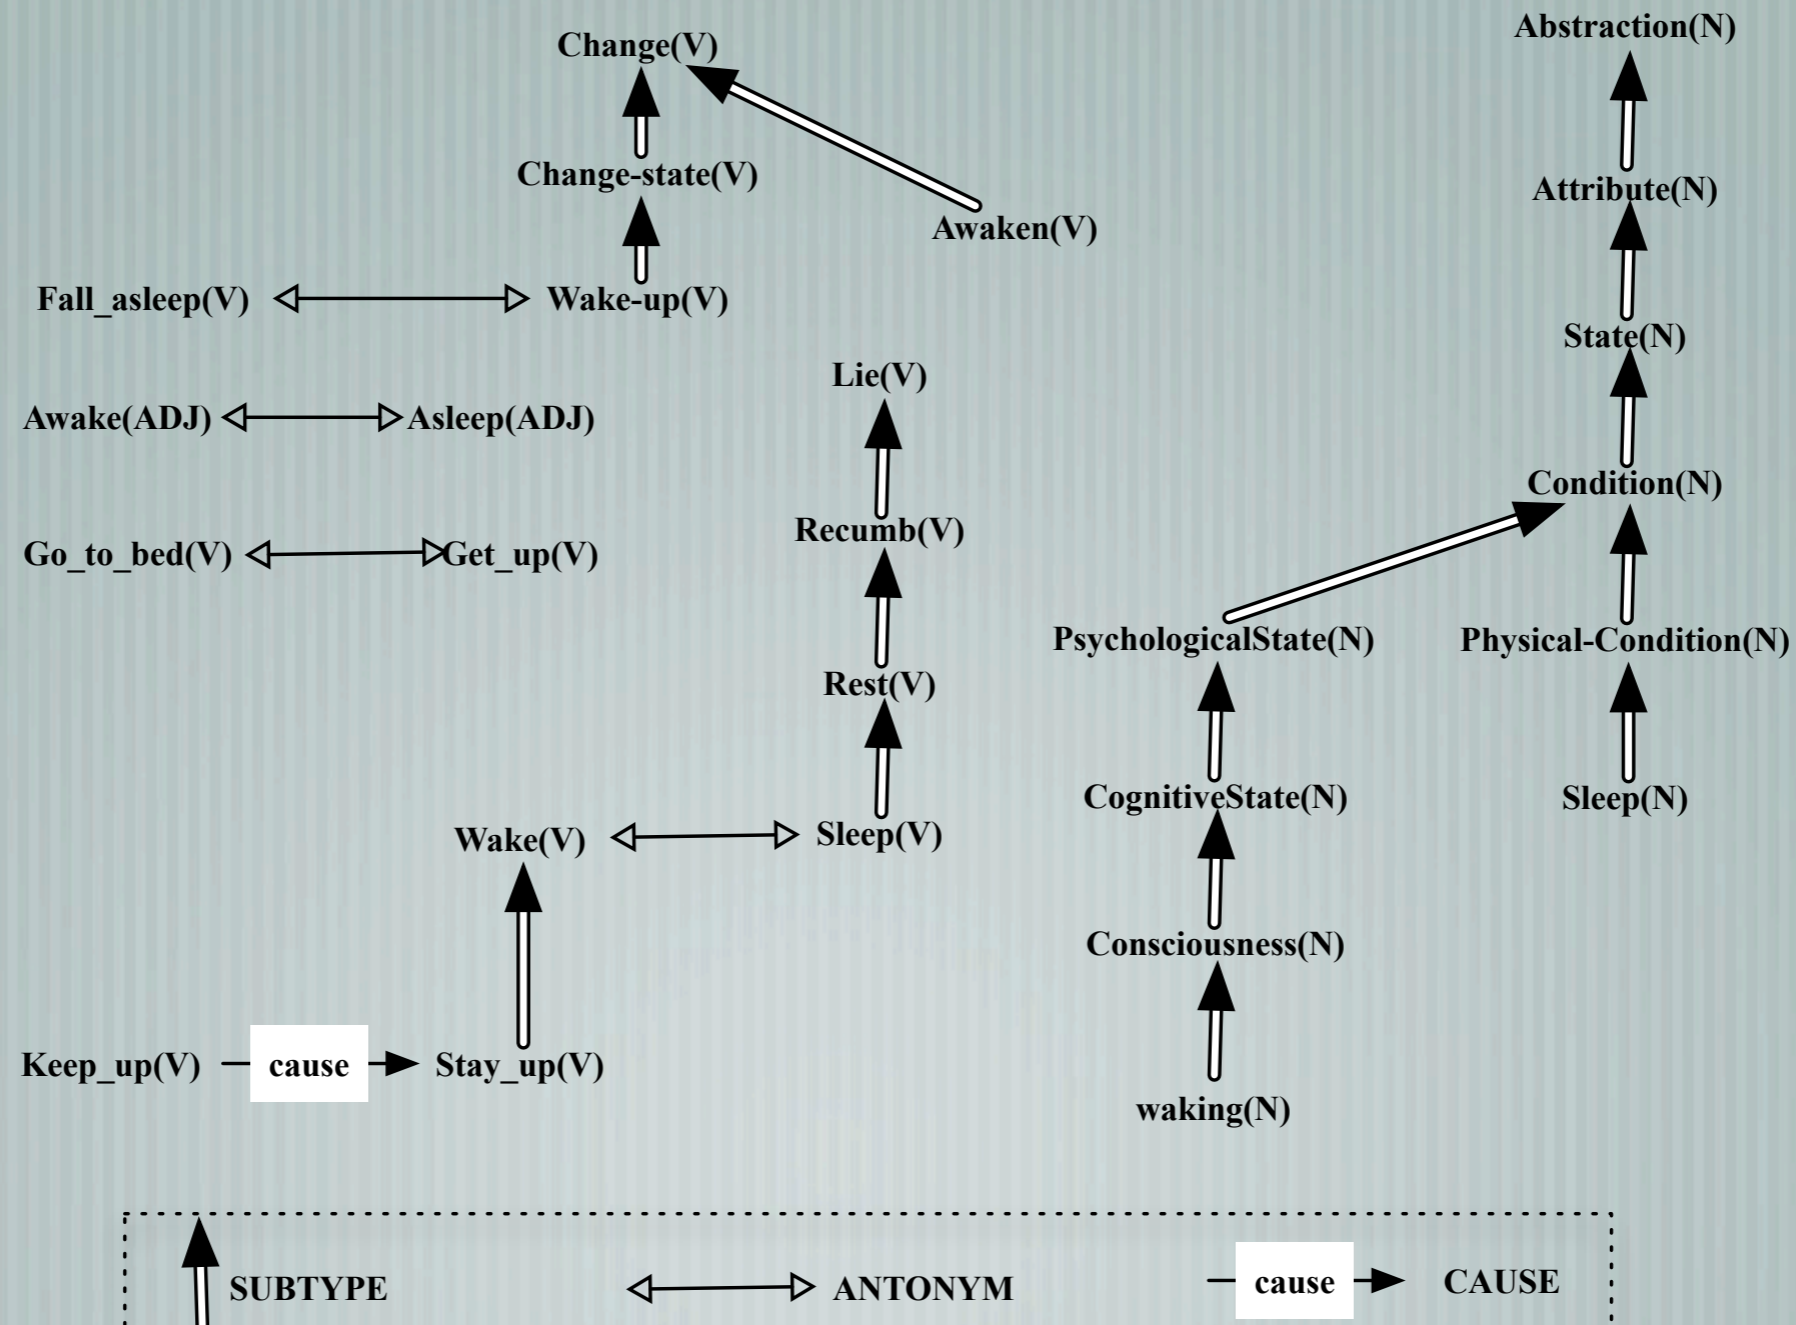 Abstraction(N)
Change(V)
Change-state(V)
Attribute(N)
Awaken(V)
Fall_asleep(V)
Wake-up(V)
State(N)
Lie(V)
Awake(ADJ)
Asleep(ADJ)
Condition(N)
Recumb(V)
Go_to_bed(V)
Get_up(V)
PsychologicalState(N)
Physical-Condition(N)
Rest(V)
CognitiveState(N)
Sleep(N)
Wake(V)
Sleep(V)
Consciousness(N)
Keep_up(V)
cause
Stay_up(V)
waking(N)
SUBTYPE
ANTONYM
cause
CAUSE